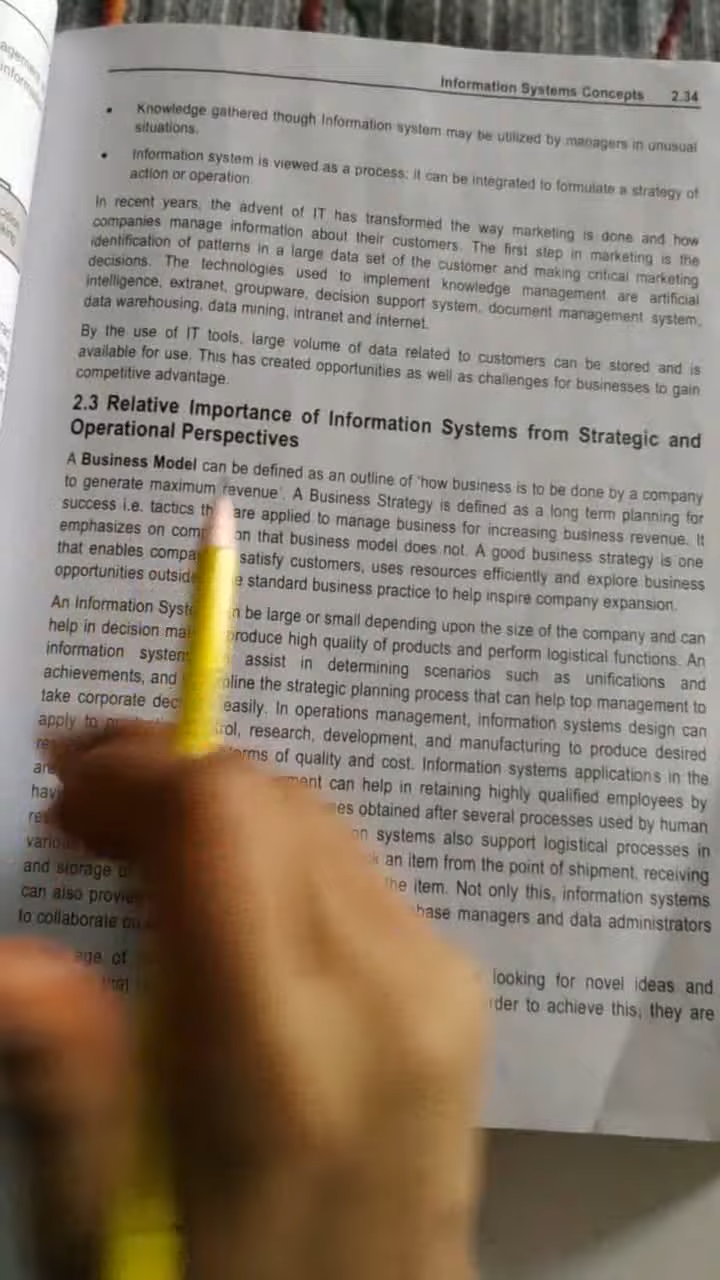 Information Systems Concepts 2.34
• Knowledge gathered though Information system may be utilized by managers in unusual
situations.
• Information system is viewed as a process; it can be integrated to formulate a strategy of
action or operation.
In recent years, the advent of IT has transformed the way marketing is done and how
companies manage information about their customers. The first step in marketing is the
identification of patterns in a large data set of the customer and making critical marketing
decisions. The technologies used to implement knowledge management are artificial
intelligence, extranet, groupware, decision support system, document management system,
data warehousing, data mining, intranet and internet.
By the use of IT tools, large volume of data related to customers can be stored and is
available for use. This has created opportunities as well as challenges for businesses to gain
competitive advantage.
2.3 Relative Importance of Information Systems from Strategic and
Operational Perspectives
A Business Model can be defined as an outline of 'how business is to be done by a company
to generate maximum revenue'. A Business Strategy is defined as a long term planning for
success i.e. tactics are applied to manage business for increasing business revenue. It
emphasizes on that business model does not. A good business strategy is one
that enables satisfy customers, uses resources efficiently and explore business
opportunities standard business practice to help inspire company expansion.
An Information be large or small depending upon the size of the company and can
help in decision produce high quality of products and perform logistical functions. An
information assist in determining scenarios such as unifications and
achievements, and the strategic planning process that can help top management to
take corporate easily. In operations management, information systems design can
apply to research, development, and manufacturing to produce desired
of quality and cost. Information systems applications in the
can help in retaining highly qualified employees by
obtained after several processes used by human
systems also support logistical processes in
an item from the point of shipment, receiving
and storage the item. Not only this, information systems
can also managers and data administrators
to collaborate
of looking for novel ideas and
to achieve this, they are